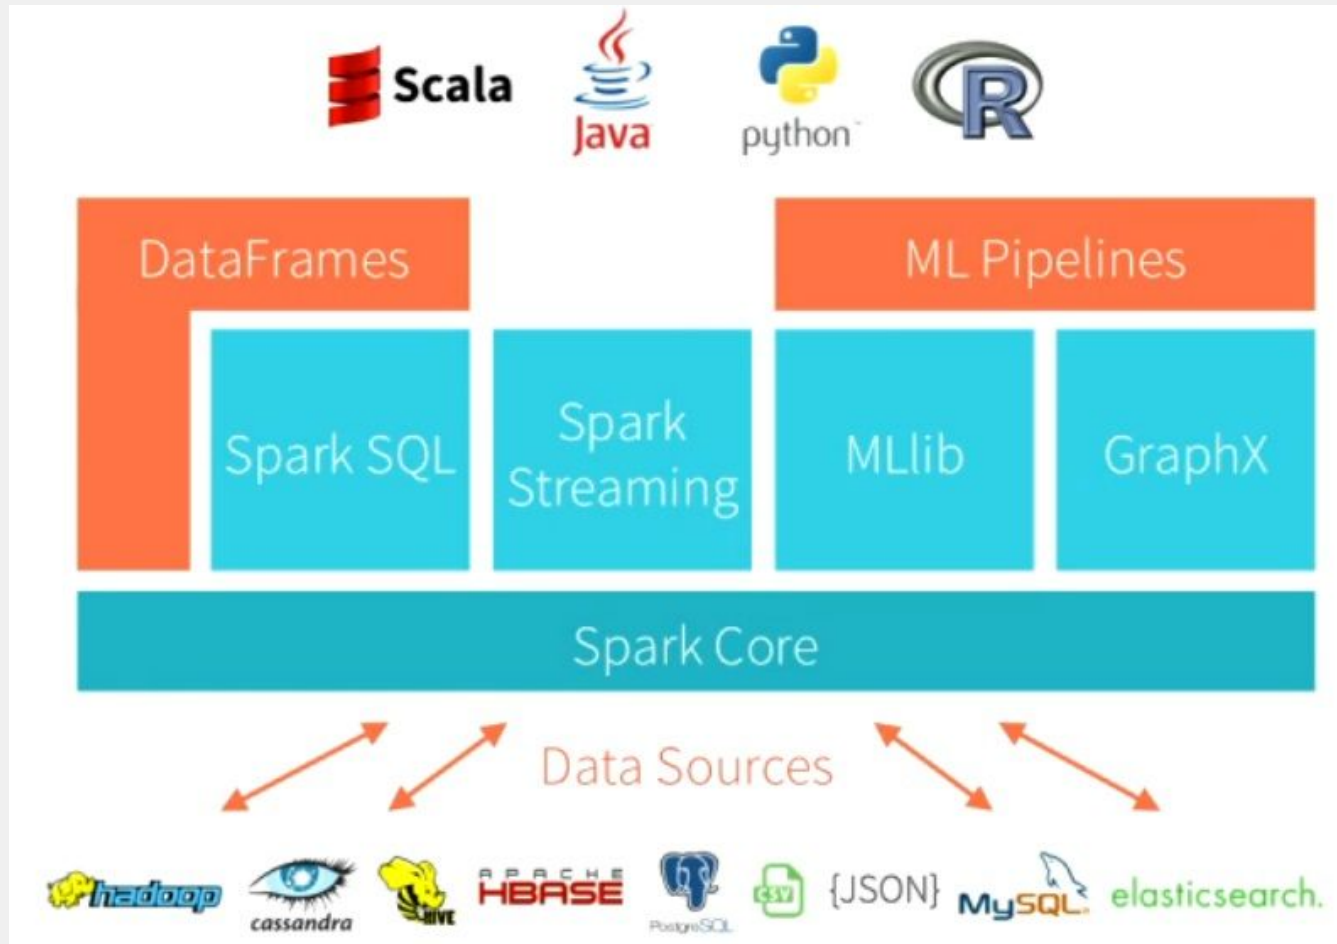 Scala
Java
python
R
DataFrames
ML Pipelines
Spark SQL
Spark
Streaming
MLlib
GraphX
Spark Core
Data Sources
hadoop
cassandra
HIVE
APACHE
HBASE
PostgreSQL
CSV
{JSON}
MySQL
elasticsearch.